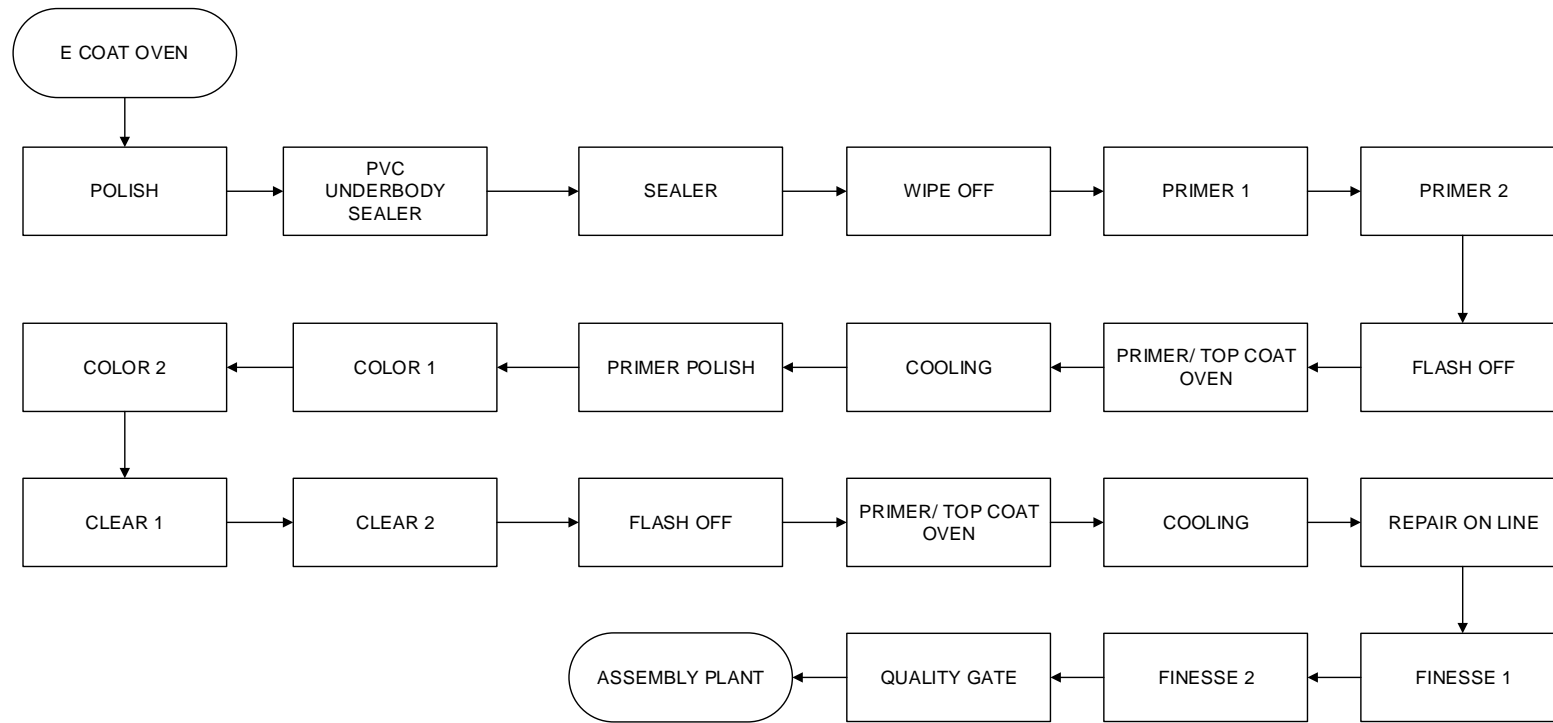 E COAT OVEN
POLISH
PVC
UNDERBODY
SEALER
SEALER
WIPE OFF
PRIMER 1
PRIMER 2
COLOR 2
COLOR 1
PRIMER POLISH
COOLING
PRIMER/ TOP COAT
OVEN
FLASH OFF
CLEAR 1
CLEAR 2
FLASH OFF
PRIMER/ TOP COAT
OVEN
COOLING
REPAIR ON LINE
ASSEMBLY PLANT
QUALITY GATE
FINESSE 2
FINESSE 1